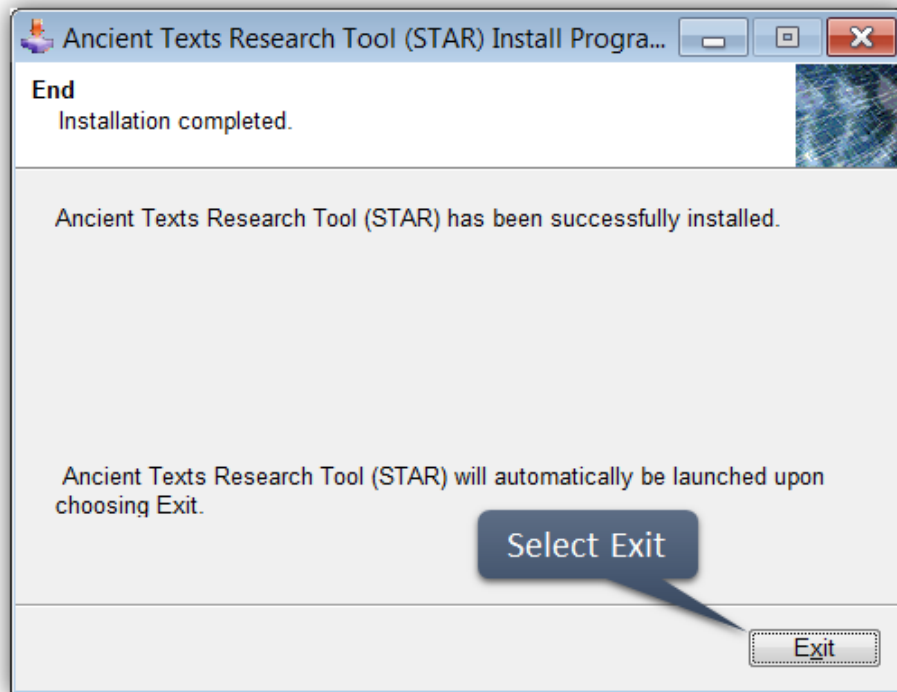 Ancient Texts Research Tool (STAR) Install Progra...
End
Installation completed.
Ancient Texts Research Tool (STAR) has been successfully installed.
Ancient Texts Research Tool (STAR) will automatically be launched upon
choosing Exit.
Select Exit
Exit